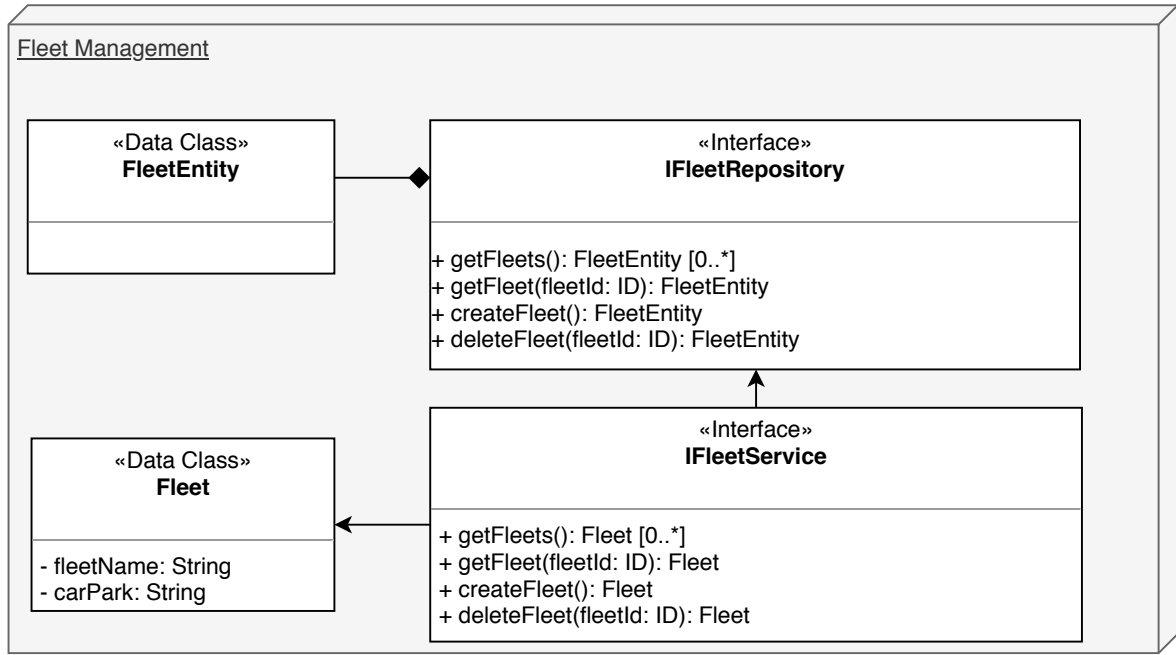 Fleet Management
«Data Class»
FleetEntity
«Interface»
IFleetRepository
+ getFleets(): FleetEntity [0..*]
+ getFleet(fleetId: ID): FleetEntity
+ createFleet(): FleetEntity
+ deleteFleet(fleetId: ID): FleetEntity
«Data Class»
Fleet
- fleetName: String
- carPark: String
«Interface»
IFleetService
+ getFleets(): Fleet [0..*]
+ getFleet(fleetId: ID): Fleet
+ createFleet(): Fleet
+ deleteFleet(fleetId: ID): Fleet